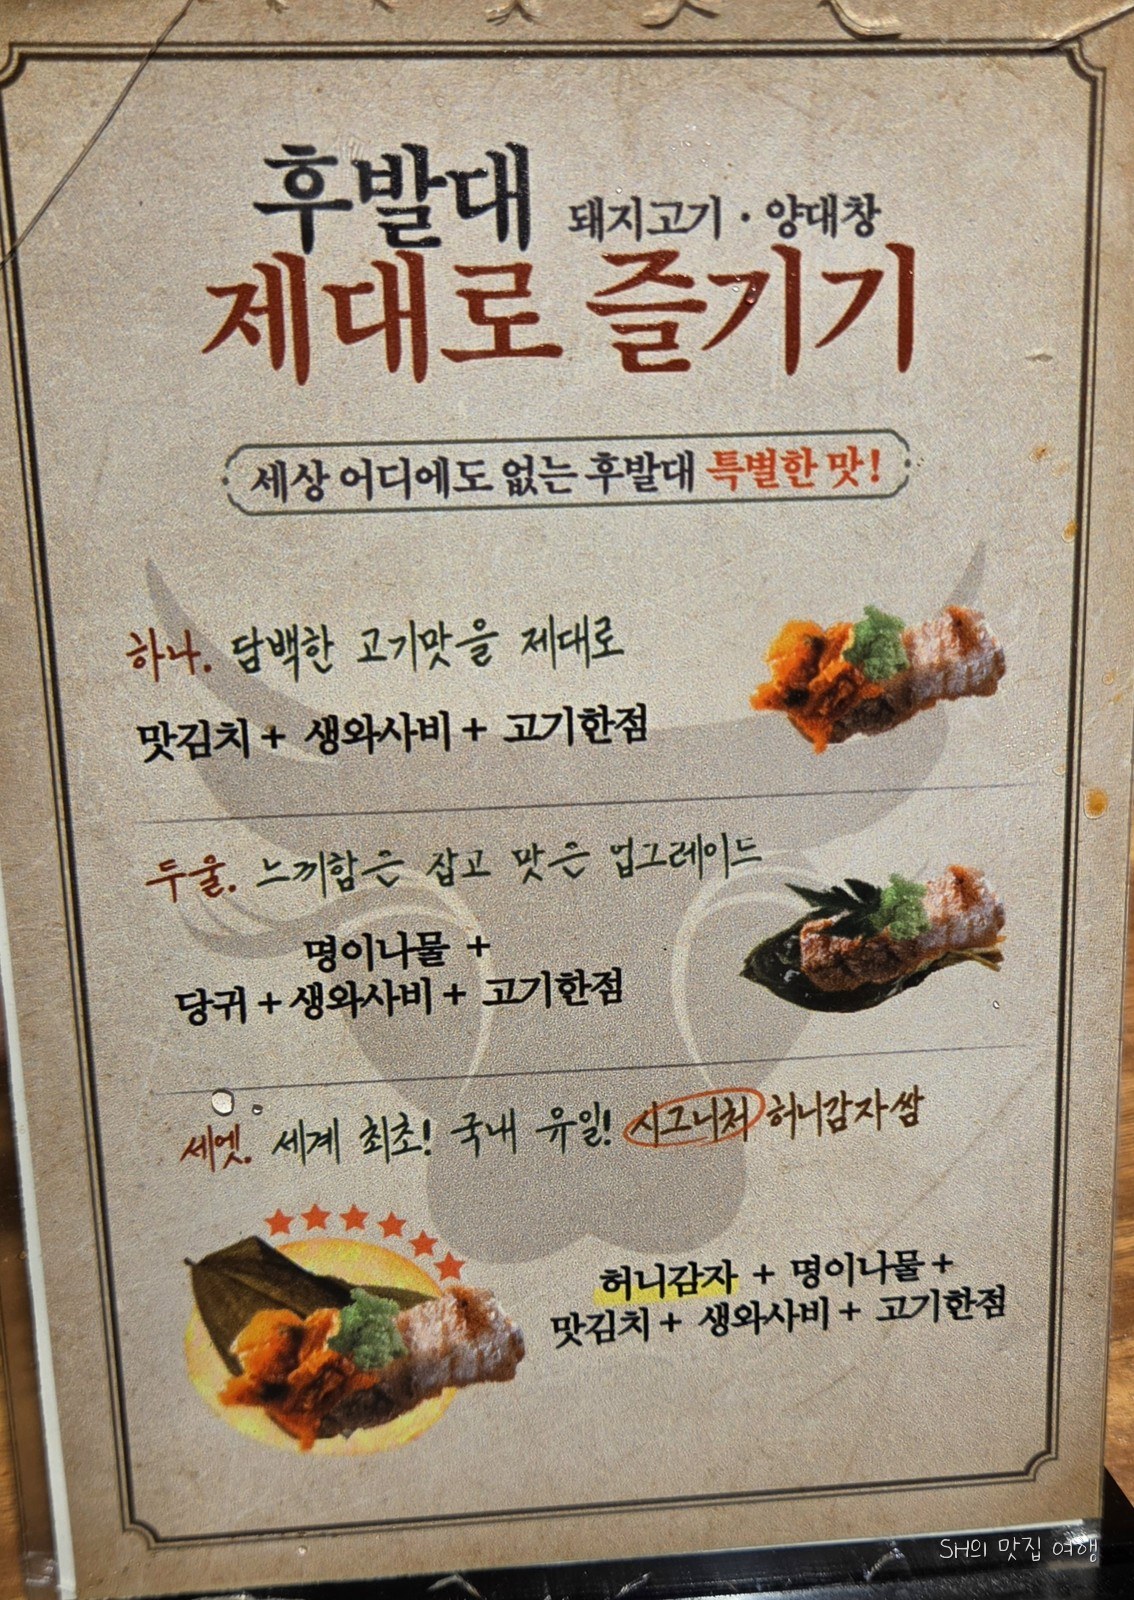 후발대 돼지고기 · 양대창
제대로 즐기기
세상 어디에도 없는 후발대 특별한 맛!
하나. 담백한 고기맛을 제대로
맛김치 + 생와사비 + 고기한점
두울. 느끼함은 잡고 맛은 업그레이드
명이나물 +
당귀 + 생와사비 + 고기한점
세엣. 세계 최초! 국내 유일! 시그니처 허니감자쌈
허니감자 + 명이나물 +
맛김치 + 생와사비 + 고기한점
SH의 맛집 여행